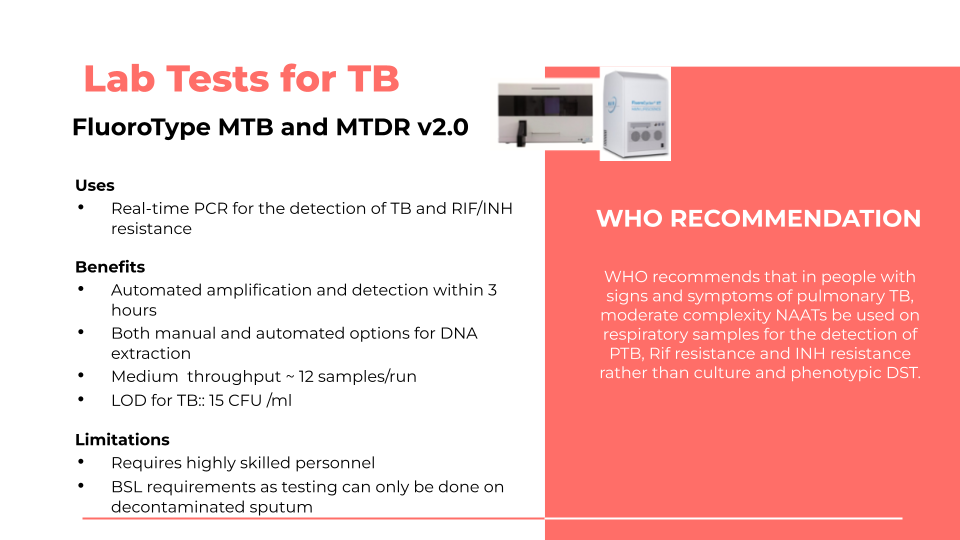 Lab Tests for TB
FluoroType MTB and MTDR v2.0
Uses
• Real-time PCR for the detection of TB and RIF/INH
resistance
Benefits
• Automated amplification and detection within 3
hours
• Both manual and automated options for DNA
extraction
• Medium  throughput ~ 12 samples/run
• LOD for TB:: 15 CFU /ml
Limitations
• Requires highly skilled personnel
• BSL requirements as testing can only be done on
decontaminated sputum
WHO RECOMMENDATION
WHO recommends that in people with
signs and symptoms of pulmonary TB,
moderate complexity NAATs be used on
respiratory samples for the detection of
PTB, Rif resistance and INH resistance
rather than culture and phenotypic DST.